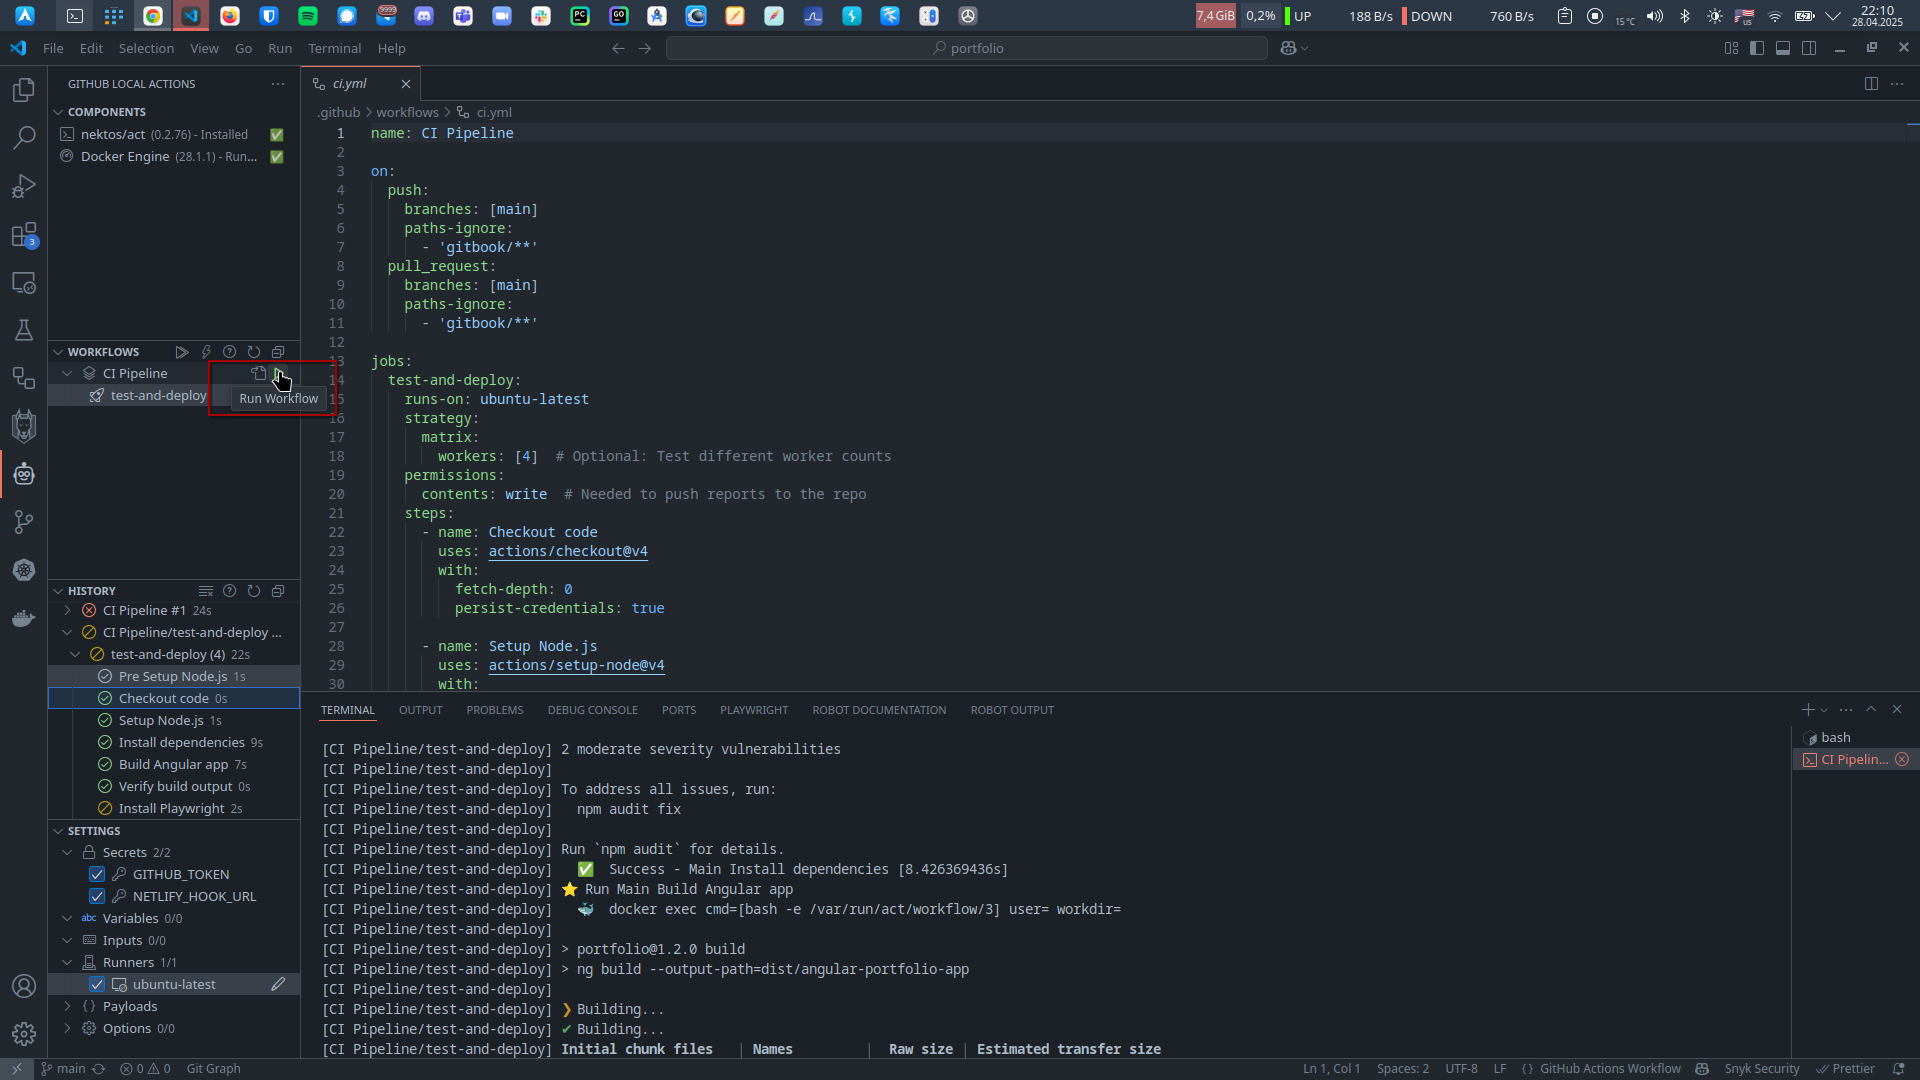 7,4 GiB 0,2% UP 188 B/s DOWN 760 B/s 15°C US 22:10
28.04.2025
9999
File Edit Selection View Go Run Terminal Help
portfolio
GITHUB LOCAL ACTIONS
COMPONENTS
nektos/act (0.2.76) - Installed
Docker Engine (28.1.1) - Run...
3
WORKFLOWS
CI Pipeline
test-and-deploy
Run Workflow
HISTORY
CI Pipeline #1 24s
CI Pipeline/test-and-deploy ...
test-and-deploy (4) 22s
Pre Setup Node.js 1s
Checkout code 0s
Setup Node.js 1s
Install dependencies 9s
Build Angular app 7s
Verify build output 0s
Install Playwright 2s
SETTINGS
Secrets 2/2
GITHUB_TOKEN
NETLIFY_HOOK_URL
abc Variables 0/0
Inputs 0/0
Runners 1/1
ubuntu-latest
Payloads
Options 0/0
ci.yml
.github > workflows > ci.yml
1 name: CI Pipeline
2
3 on:
4 push:
5 branches: [main]
6 paths-ignore:
7 - 'gitbook/**'
8 pull_request:
9 branches: [main]
10 paths-ignore:
11 - 'gitbook/**'
12
13 jobs:
14 test-and-deploy:
15 runs-on: ubuntu-latest
16 strategy:
17 matrix:
18 workers: [4] # Optional: Test different worker counts
19 permissions:
20 contents: write # Needed to push reports to the repo
21 steps:
22 - name: Checkout code
23 uses: actions/checkout@v4
24 with:
25 fetch-depth: 0
26 persist-credentials: true
27
28 - name: Setup Node.js
29 uses: actions/setup-node@v4
30 with:
TERMINAL OUTPUT PROBLEMS DEBUG CONSOLE PORTS PLAYWRIGHT ROBOT DOCUMENTATION ROBOT OUTPUT
[CI Pipeline/test-and-deploy] 2 moderate severity vulnerabilities
[CI Pipeline/test-and-deploy]
[CI Pipeline/test-and-deploy] To address all issues, run:
[CI Pipeline/test-and-deploy] npm audit fix
[CI Pipeline/test-and-deploy]
[CI Pipeline/test-and-deploy] Run `npm audit` for details.
[CI Pipeline/test-and-deploy] ✅ Success - Main Install dependencies [8.426369436s]
[CI Pipeline/test-and-deploy] ⭐ Run Main Build Angular app
[CI Pipeline/test-and-deploy] 🐳 docker exec cmd=[bash -e /var/run/act/workflow/3] user= workdir=
[CI Pipeline/test-and-deploy]
[CI Pipeline/test-and-deploy] > portfolio@1.2.0 build
[CI Pipeline/test-and-deploy] > ng build --output-path=dist/angular-portfolio-app
[CI Pipeline/test-and-deploy]
[CI Pipeline/test-and-deploy] ❯ Building...
[CI Pipeline/test-and-deploy] ✔ Building...
[CI Pipeline/test-and-deploy] Initial chunk files | Names | Raw size | Estimated transfer size
bash
CI Pipelin...
main 0 0 Git Graph Ln 1, Col 1 Spaces: 2 UTF-8 LF {} GitHub Actions Workflow Snyk Security Prettier